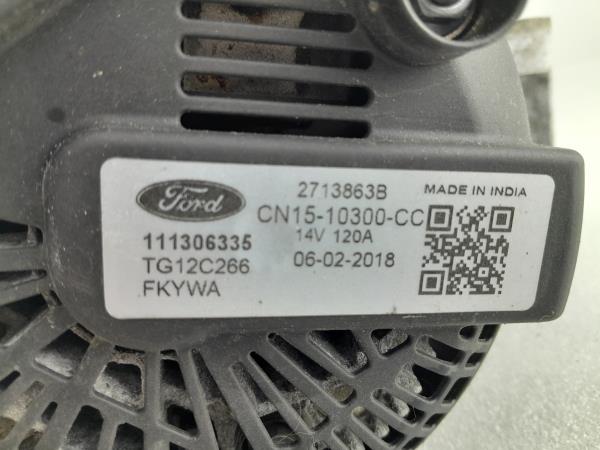 Ford
2713863B
MADE IN INDIA
CN15-10300-CC
111306335
14V 120A
TG12C266
06-02-2018
FKYWA